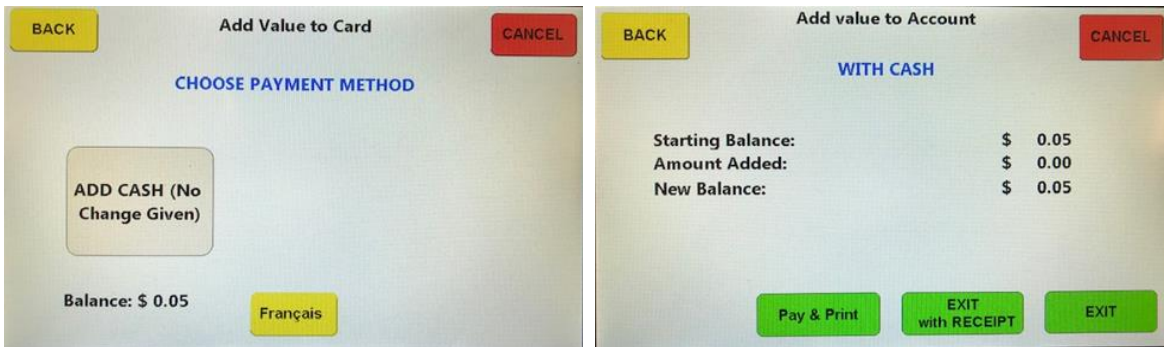 BACK
Add Value to Card
CANCEL
CHOOSE PAYMENT METHOD
ADD CASH (No
Change Given)
Balance: $ 0.05
Français
BACK
Add value to Account
CANCEL
WITH CASH
Starting Balance: $ 0.05
Amount Added: $ 0.00
New Balance: $ 0.05
Pay & Print
EXIT
with RECEIPT
EXIT